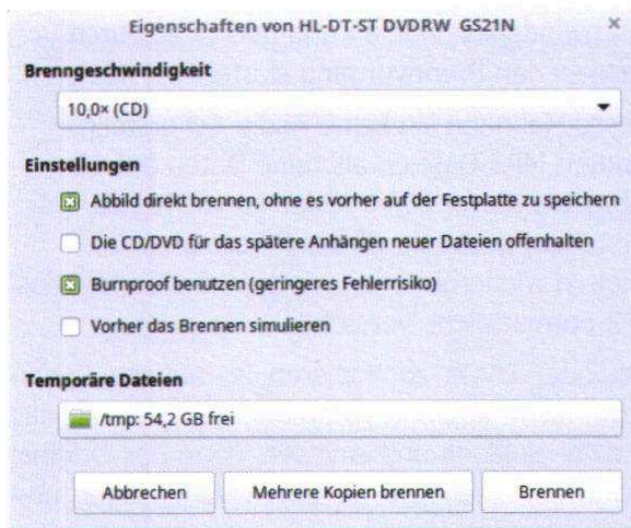 Eigenschaften von HL-DT-ST DVDRW GS21N
Brenngeschwindigkeit
10,0× (CD)
Einstellungen
Abbild direkt brennen, ohne es vorher auf der Festplatte zu speichern
Die CD/DVD für das spätere Anhängen neuer Dateien offenhalten
Burnproof benutzen (geringeres Fehlerrisiko)
Vorher das Brennen simulieren
Temporäre Dateien
/tmp: 54,2 GB frei
Abbrechen
Mehrere Kopien brennen
Brennen